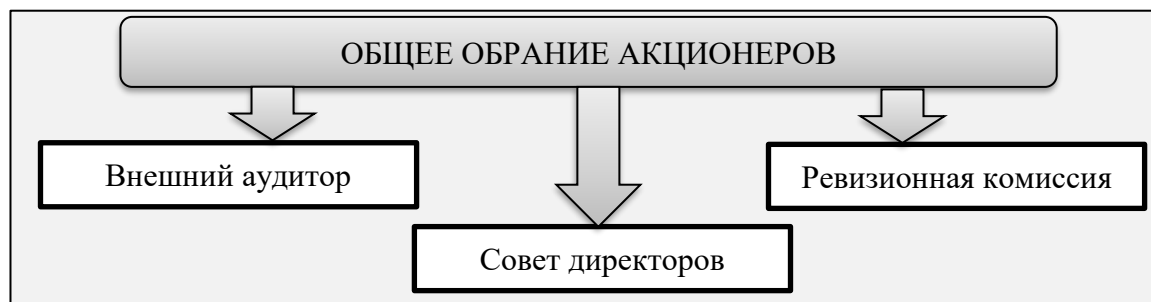 ОБЩЕЕ ОБРАНИЕ АКЦИОНЕРОВ
Внешний аудитор
Ревизионная комиссия
Совет директоров